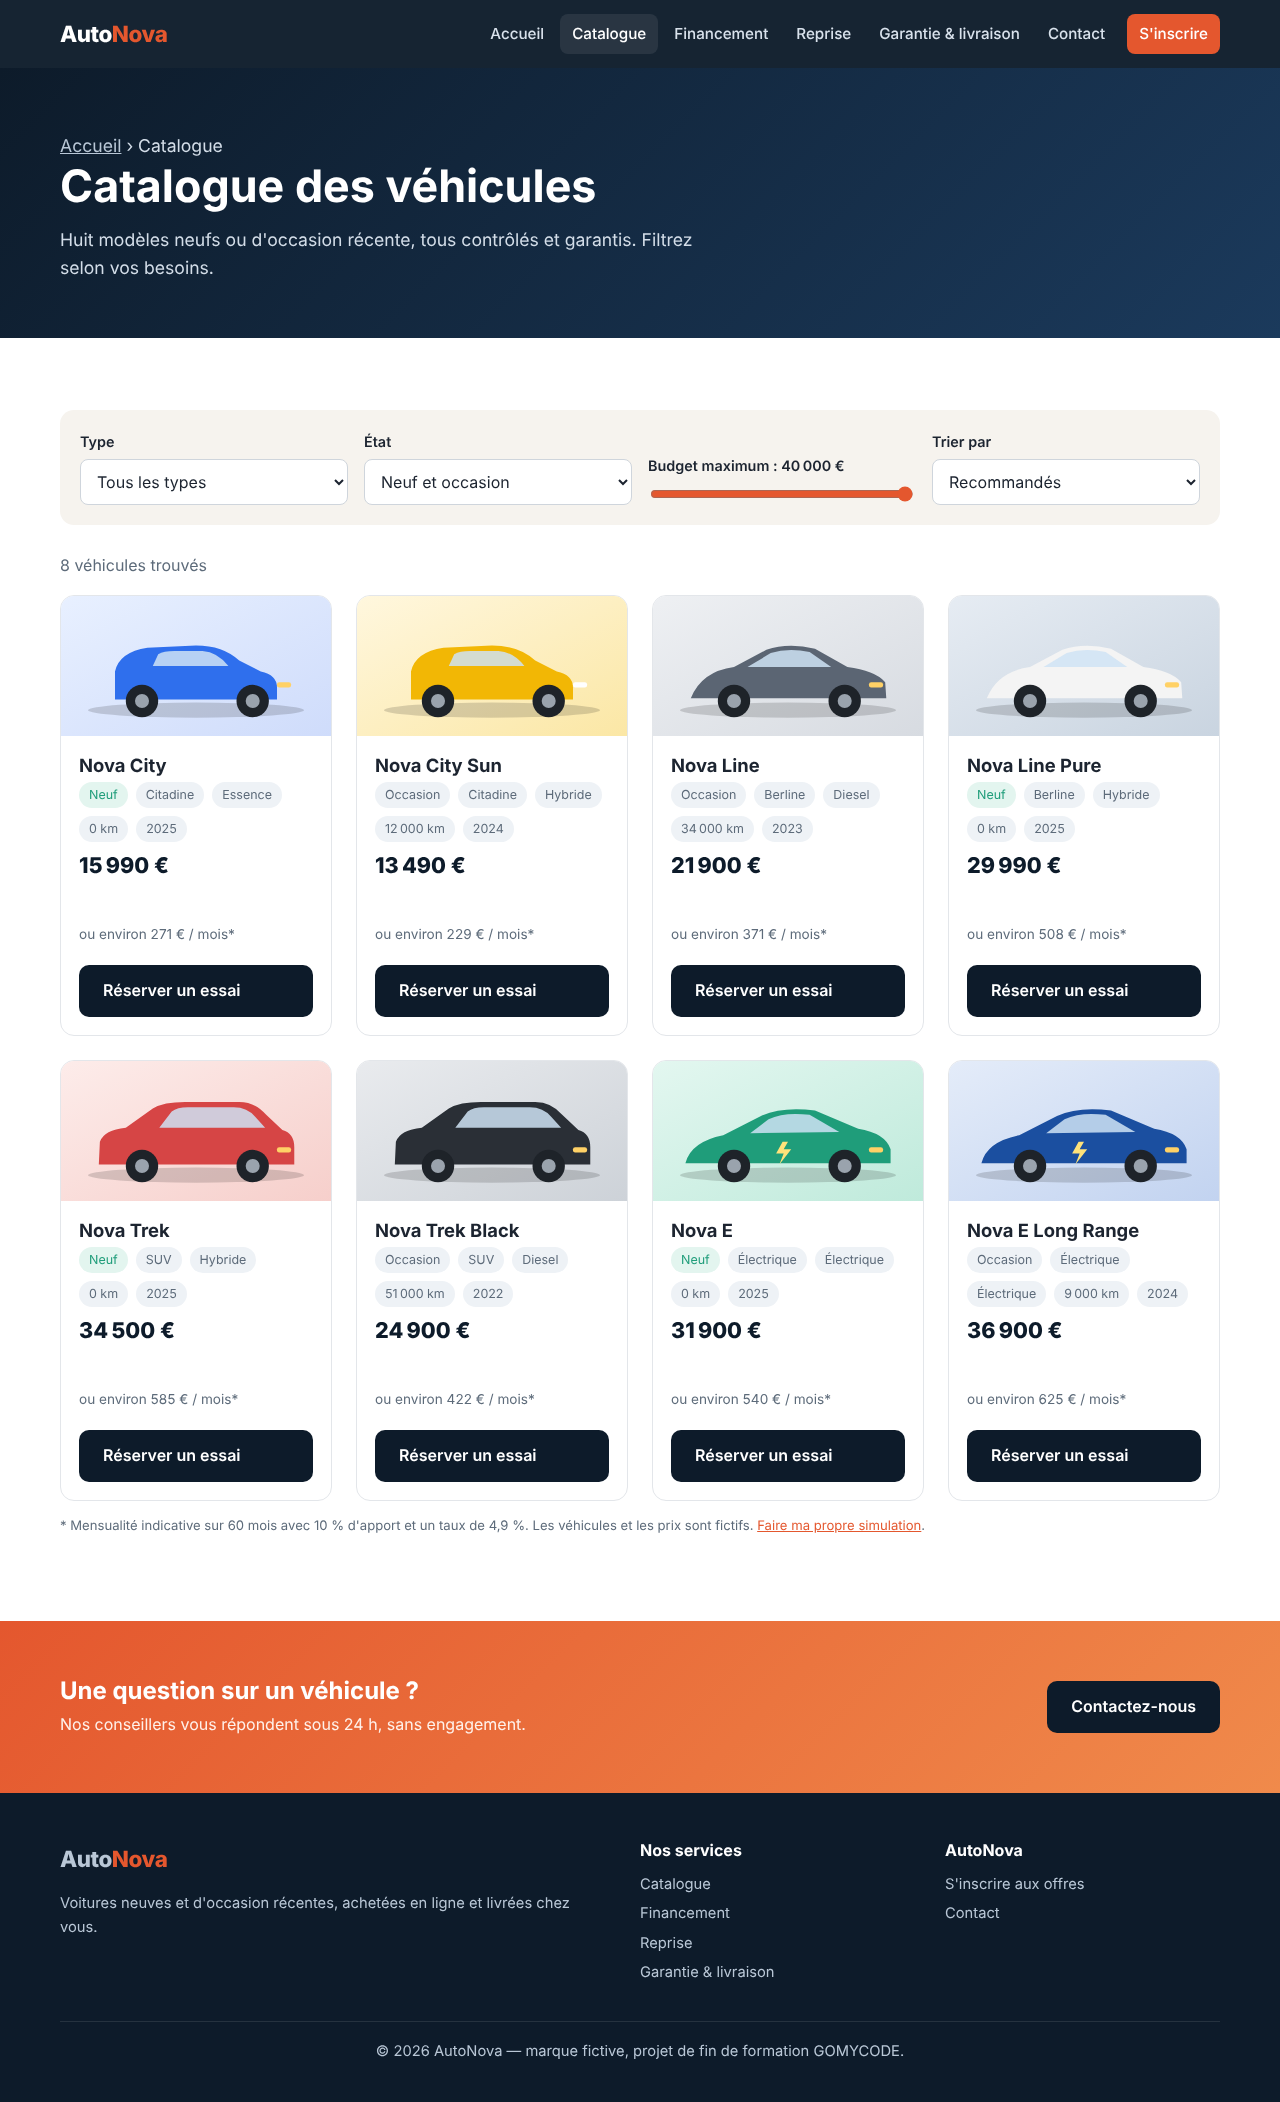 AutoNova
Accueil
Catalogue
Financement
Reprise
Garantie & livraison
Contact
S'inscrire
Accueil › Catalogue
Catalogue des véhicules
Huit modèles neufs ou d'occasion récente, tous contrôlés et garantis. Filtrez
selon vos besoins.
Type
Tous les types
État
Neuf et occasion
Budget maximum : 40 000 €
Trier par
Recommandés
8 véhicules trouvés
Nova City
Neuf Citadine Essence
0 km 2025
15 990 €
ou environ 271 € / mois*
Réserver un essai
Nova City Sun
Occasion Citadine Hybride
12 000 km 2024
13 490 €
ou environ 229 € / mois*
Réserver un essai
Nova Line
Occasion Berline Diesel
34 000 km 2023
21 900 €
ou environ 371 € / mois*
Réserver un essai
Nova Line Pure
Neuf Berline Hybride
0 km 2025
29 990 €
ou environ 508 € / mois*
Réserver un essai
Nova Trek
Neuf SUV Hybride
0 km 2025
34 500 €
ou environ 585 € / mois*
Réserver un essai
Nova Trek Black
Occasion SUV Diesel
51 000 km 2022
24 900 €
ou environ 422 € / mois*
Réserver un essai
Nova E
Neuf Électrique Électrique
0 km 2025
31 900 €
ou environ 540 € / mois*
Réserver un essai
Nova E Long Range
Occasion Électrique
Électrique 9 000 km 2024
36 900 €
ou environ 625 € / mois*
Réserver un essai
* Mensualité indicative sur 60 mois avec 10 % d'apport et un taux de 4,9 %. Les véhicules et les prix sont fictifs. Faire ma propre simulation.
Une question sur un véhicule ?
Nos conseillers vous répondent sous 24 h, sans engagement.
Contactez-nous
AutoNova
Voitures neuves et d'occasion récentes, achetées en ligne et livrées chez
vous.
Nos services
Catalogue
Financement
Reprise
Garantie & livraison
AutoNova
S'inscrire aux offres
Contact
© 2026 AutoNova — marque fictive, projet de fin de formation GOMYCODE.